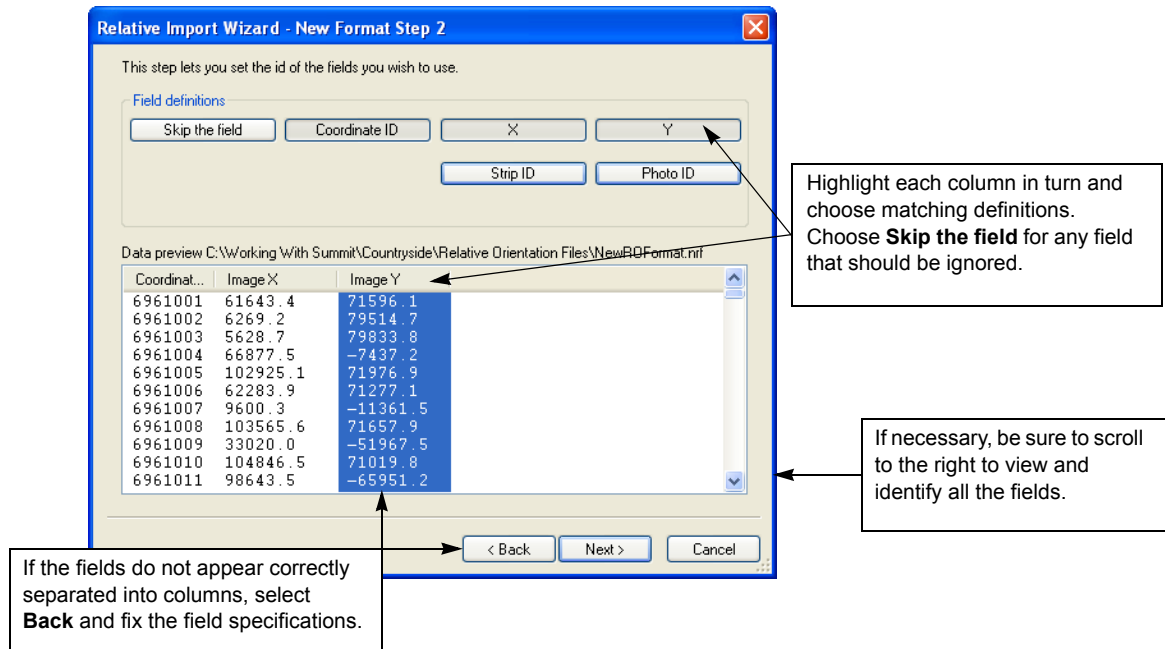 Relative Import Wizard - New Format Step 2
This step lets you set the id of the fields you wish to use.
Field definitions
Skip the field Coordinate ID X Y
Strip ID Photo ID
Data preview C:\Working With Summit\Countryside\Relative Orientation Files\NewROFormat.nrf
Coordinat... Image X Image Y
6961001 61643.4 71596.1
6961002 6269.2 79514.7
6961003 5628.7 79833.8
6961004 66877.5 -7437.2
6961005 102925.1 71976.9
6961006 62283.9 71277.1
6961007 9600.3 -11361.5
6961008 103565.6 71657.9
6961009 33020.0 -51967.5
6961010 104846.5 71019.8
6961011 98643.5 -65951.2
< Back Next > Cancel
Highlight each column in turn and
choose matching definitions.
Choose Skip the field for any field
that should be ignored.
If necessary, be sure to scroll
to the right to view and
identify all the fields.
If the fields do not appear correctly
separated into columns, select
Back and fix the field specifications.